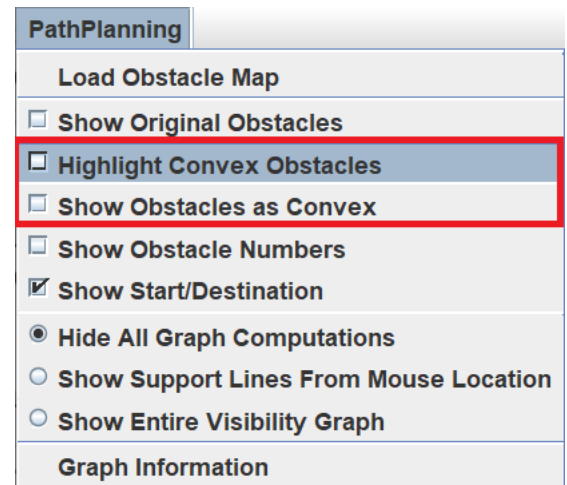 PathPlanning
Load Obstacle Map
Show Original Obstacles
Highlight Convex Obstacles
Show Obstacles as Convex
Show Obstacle Numbers
Show Start/Destination
Hide All Graph Computations
Show Support Lines From Mouse Location
Show Entire Visibility Graph
Graph Information